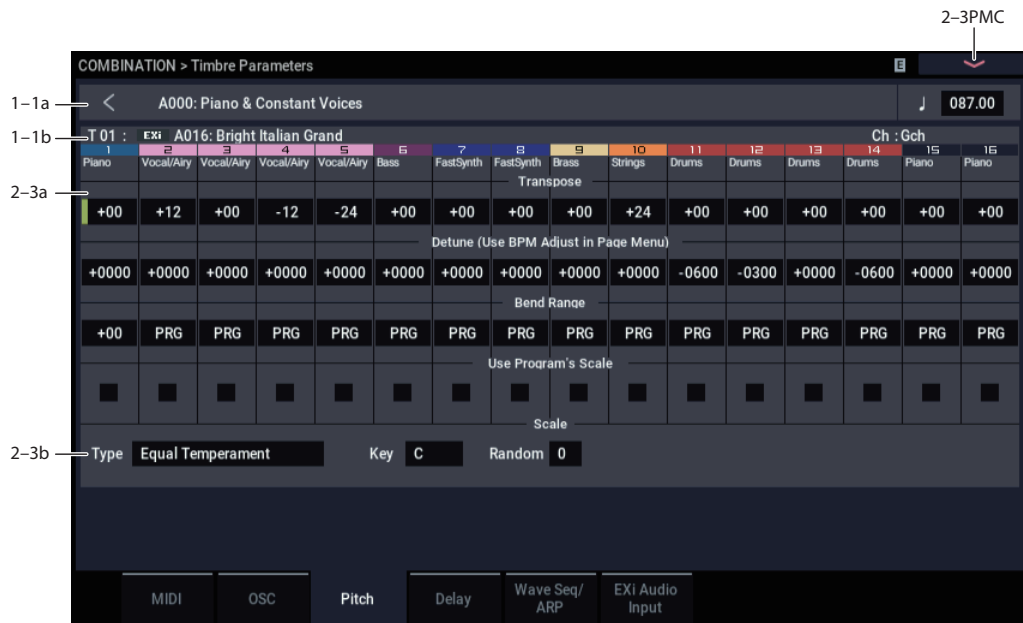 2–3PMC
COMBINATION > Timbre Parameters E
1–1a < A000: Piano & Constant Voices ♩ 087.00
1–1b T 01 : EXi A016: Bright Italian Grand Ch : Gch
1 2 3 4 5 6 7 8 9 10 11 12 13 14 15 16
Piano Vocal/Airy Vocal/Airy Vocal/Airy Vocal/Airy Bass FastSynth FastSynth Brass Strings Drums Drums Drums Drums Piano Piano
2–3a Transpose
+00 +12 +00 -12 -24 +00 +00 +00 +00 +24 +00 +00 +00 +00 +00 +00
Detune (Use BPM Adjust in Page Menu)
+0000 +0000 +0000 +0000 +0000 +0000 +0000 +0000 +0000 +0000 -0600 -0300 +0000 -0600 +0000 +0000
Bend Range
+00 PRG PRG PRG PRG PRG PRG PRG PRG PRG PRG PRG PRG PRG PRG PRG
Use Program's Scale
Scale
2–3b Type Equal Temperament Key C Random 0
MIDI OSC Pitch Delay Wave Seq/ EXi Audio
ARP Input